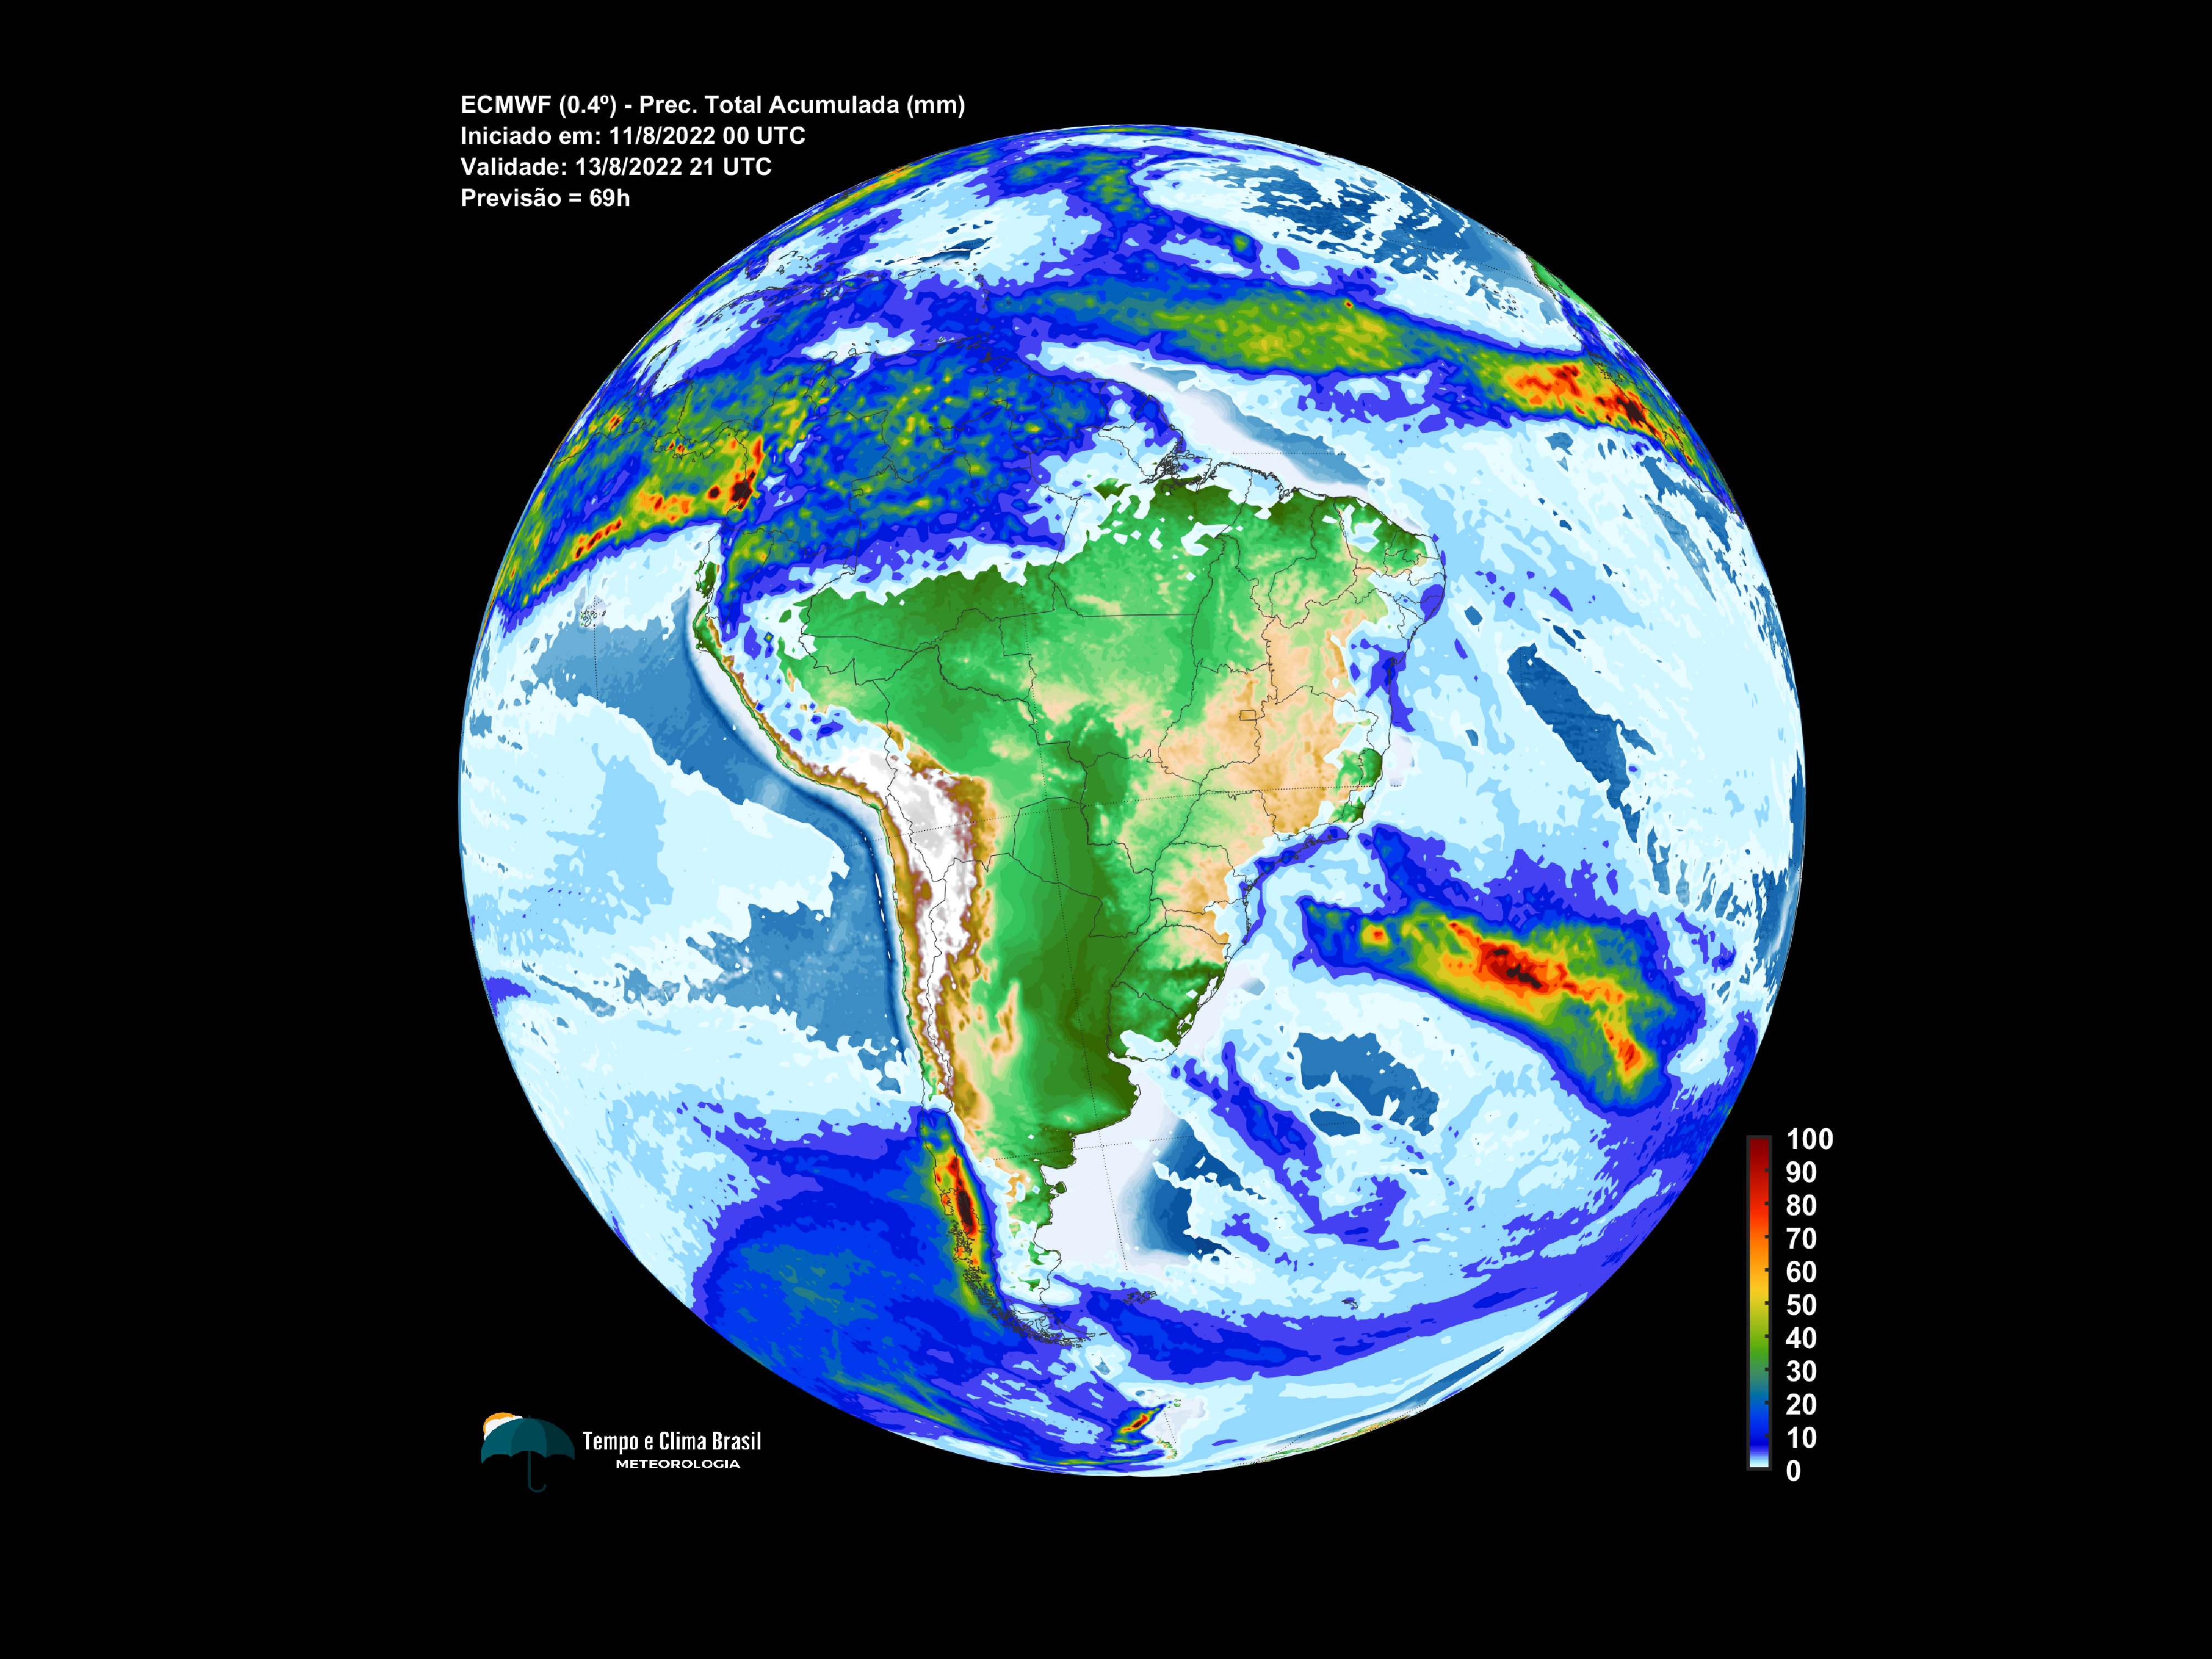 ECMWF (0.4º) - Prec. Total Acumulada (mm)
Iniciado em: 11/8/2022 00 UTC
Validade: 13/8/2022 21 UTC
Previsão = 69h
100
90
80
70
60
50
40
30
20
10
0
Tempo e Clima Brasil
METEOROLOGIA